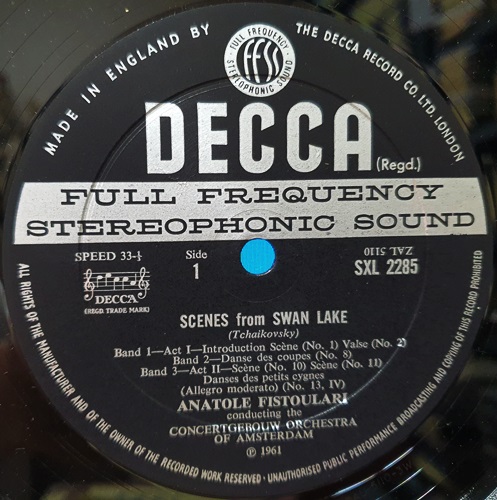 MADE IN ENGLAND BY THE DECCA RECORD CO. LTD. LONDON
FULL FREQUENCY
FFSS
STEREOPHONIC SOUND
DECCA (Regd.)
FULL FREQUENCY
STEREOPHONIC SOUND
SPEED 33-⅓
Side
1
ZAL 5110
SXL 2285
DECCA
(REGD. TRADE MARK)
SCENES from SWAN LAKE
(Tchaikovsky)
Band 1—Act I—Introduction Scène (No. 1) Valse (No. 2)
Band 2—Danse des coupes (No. 8)
Band 3—Act II—Scène (No. 10) Scène (No. 11)
Danses des petits cygnes
(Allegro moderato) (No. 13, IV)
ANATOLE FISTOULARI
conducting the
CONCERTGEBOUW ORCHESTRA
OF AMSTERDAM
℗ 1961
ALL RIGHTS OF THE MANUFACTURER AND OF THE OWNER OF THE RECORDED WORK RESERVED · UNAUTHORISED PUBLIC PERFORMANCE BROADCASTING AND COPYING OF THIS RECORD PROHIBITED